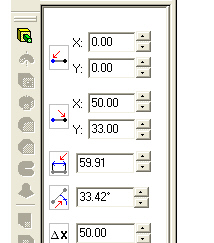 X: 0.00
Y: 0.00
X: 50.00
Y: 33.00
59.91
33.42°
Δx 50.00